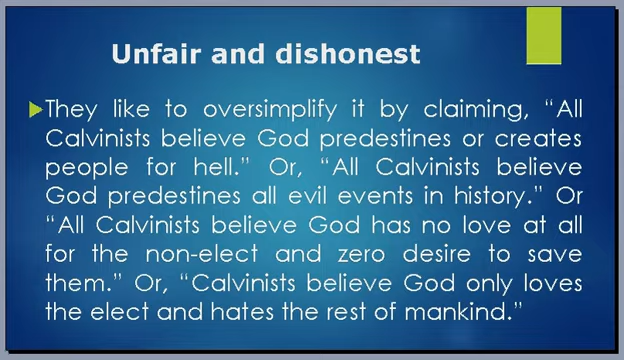 Unfair and dishonest
They like to oversimplify it by claiming, “All
Calvinists believe God predestines or creates
people for hell.” Or, “All Calvinists believe
God predestines all evil events in history.” Or
“All Calvinists believe God has no love at all
for the non-elect and zero desire to save
them.” Or, “Calvinists believe God only loves
the elect and hates the rest of mankind.”